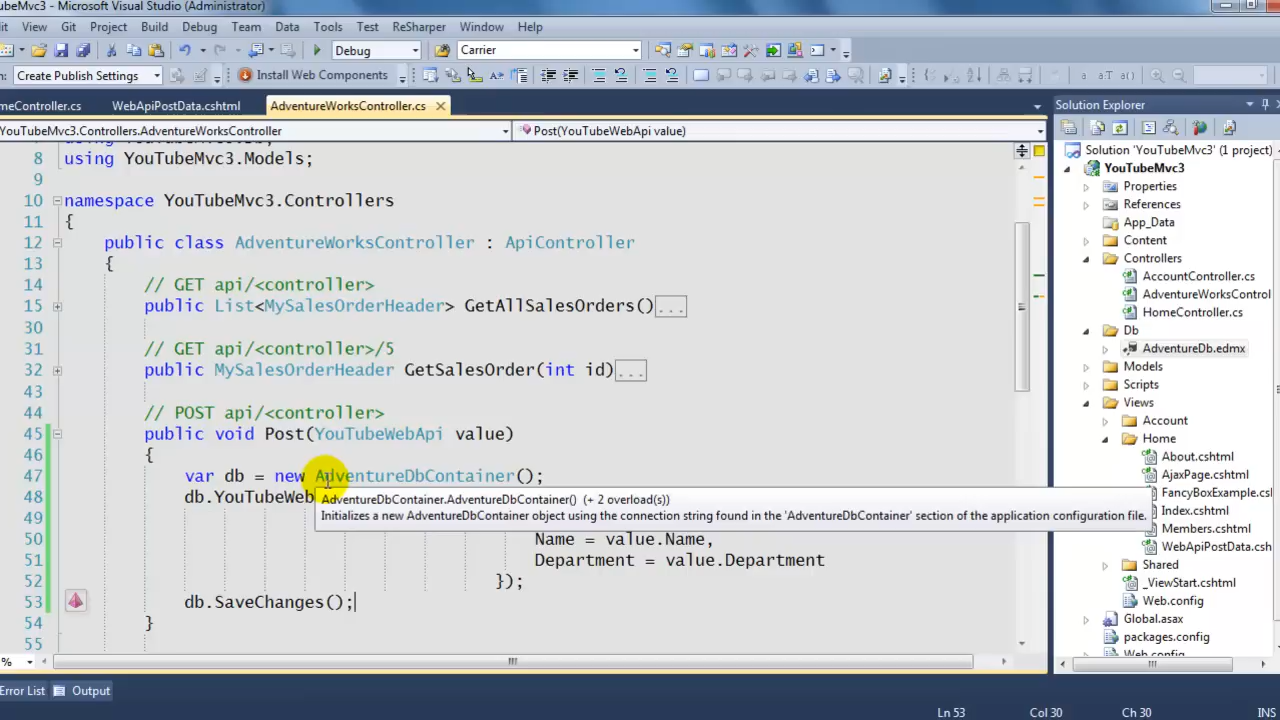 ubeMvc3 - Microsoft Visual Studio (Administrator)
it View Git Project Build Debug Team Data Tools Test ReSharper Window Help
Debug Carrier
n: Create Publish Settings Install Web Components
meController.cs WebApiPostData.cshtml AdventureWorksController.cs
YouTubeMvc3.Controllers.AdventureWorksController Post(YouTubeWebApi value)
8 using YouTubeMvc3.Models;
9
10 namespace YouTubeMvc3.Controllers
11 {
12 public class AdventureWorksController : ApiController
13 {
14 // GET api/<controller>
15 public List<MySalesOrderHeader> GetAllSalesOrders()...
30
31 // GET api/<controller>/5
32 public MySalesOrderHeader GetSalesOrder(int id)...
43
44 // POST api/<controller>
45 public void Post(YouTubeWebApi value)
46 {
47 var db = new AdventureDbContainer();
48 db.YouTubeWeb
AdventureDbContainer.AdventureDbContainer() (+ 2 overload(s))
Initializes a new AdventureDbContainer object using the connection string found in the 'AdventureDbContainer' section of the application configuration file.
49
50 Name = value.Name,
51 Department = value.Department
52 });
53 db.SaveChanges();
54 }
55
%
Error List Output
Solution Explorer
Solution 'YouTubeMvc3' (1 project)
YouTubeMvc3
Properties
References
App_Data
Content
Controllers
AccountController.cs
AdventureWorksControl
HomeController.cs
Db
AdventureDb.edmx
Models
Scripts
Views
Account
Home
About.cshtml
AjaxPage.cshtml
FancyBoxExample.cs
Index.cshtml
Members.cshtml
WebApiPostData.csh
Shared
_ViewStart.cshtml
Web.config
Global.asax
packages.config
Web.config
Ln 53 Col 30 Ch 30 INS